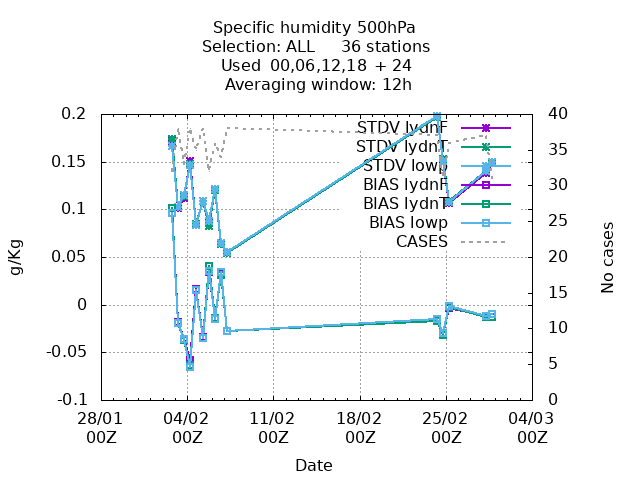 Specific humidity 500hPa
Selection: ALL     36 stations
Used  00,06,12,18  + 24
Averaging window: 12h
0.2
0.15
0.1
0.05
0
-0.05
-0.1
g/Kg
STDV lydnF
STDV lydnT
STDV lowp
BIAS lydnF
BIAS lydnT
BIAS lowp
CASES
40
35
30
25
20
15
10
5
0
No cases
28/01 04/02 11/02 18/02 25/02 04/03
00Z 00Z 00Z 00Z 00Z 00Z
Date